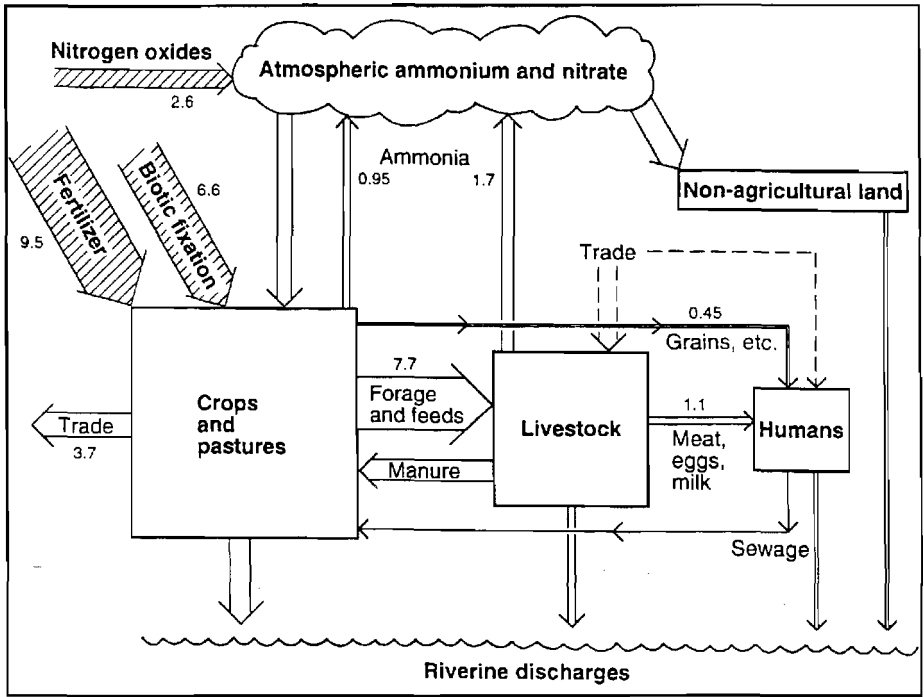 Nitrogen oxides
2.6
Atmospheric ammonium and nitrate
Fertilizer
9.5
Biotic fixation
6.6
Ammonia
0.95
1.7
Non-agricultural land
Trade
0.45
Grains, etc.
7.7
Forage
and feeds
Crops
and
pastures
Trade
3.7
Livestock
1.1
Meat,
eggs,
milk
Humans
Manure
Sewage
Riverine discharges